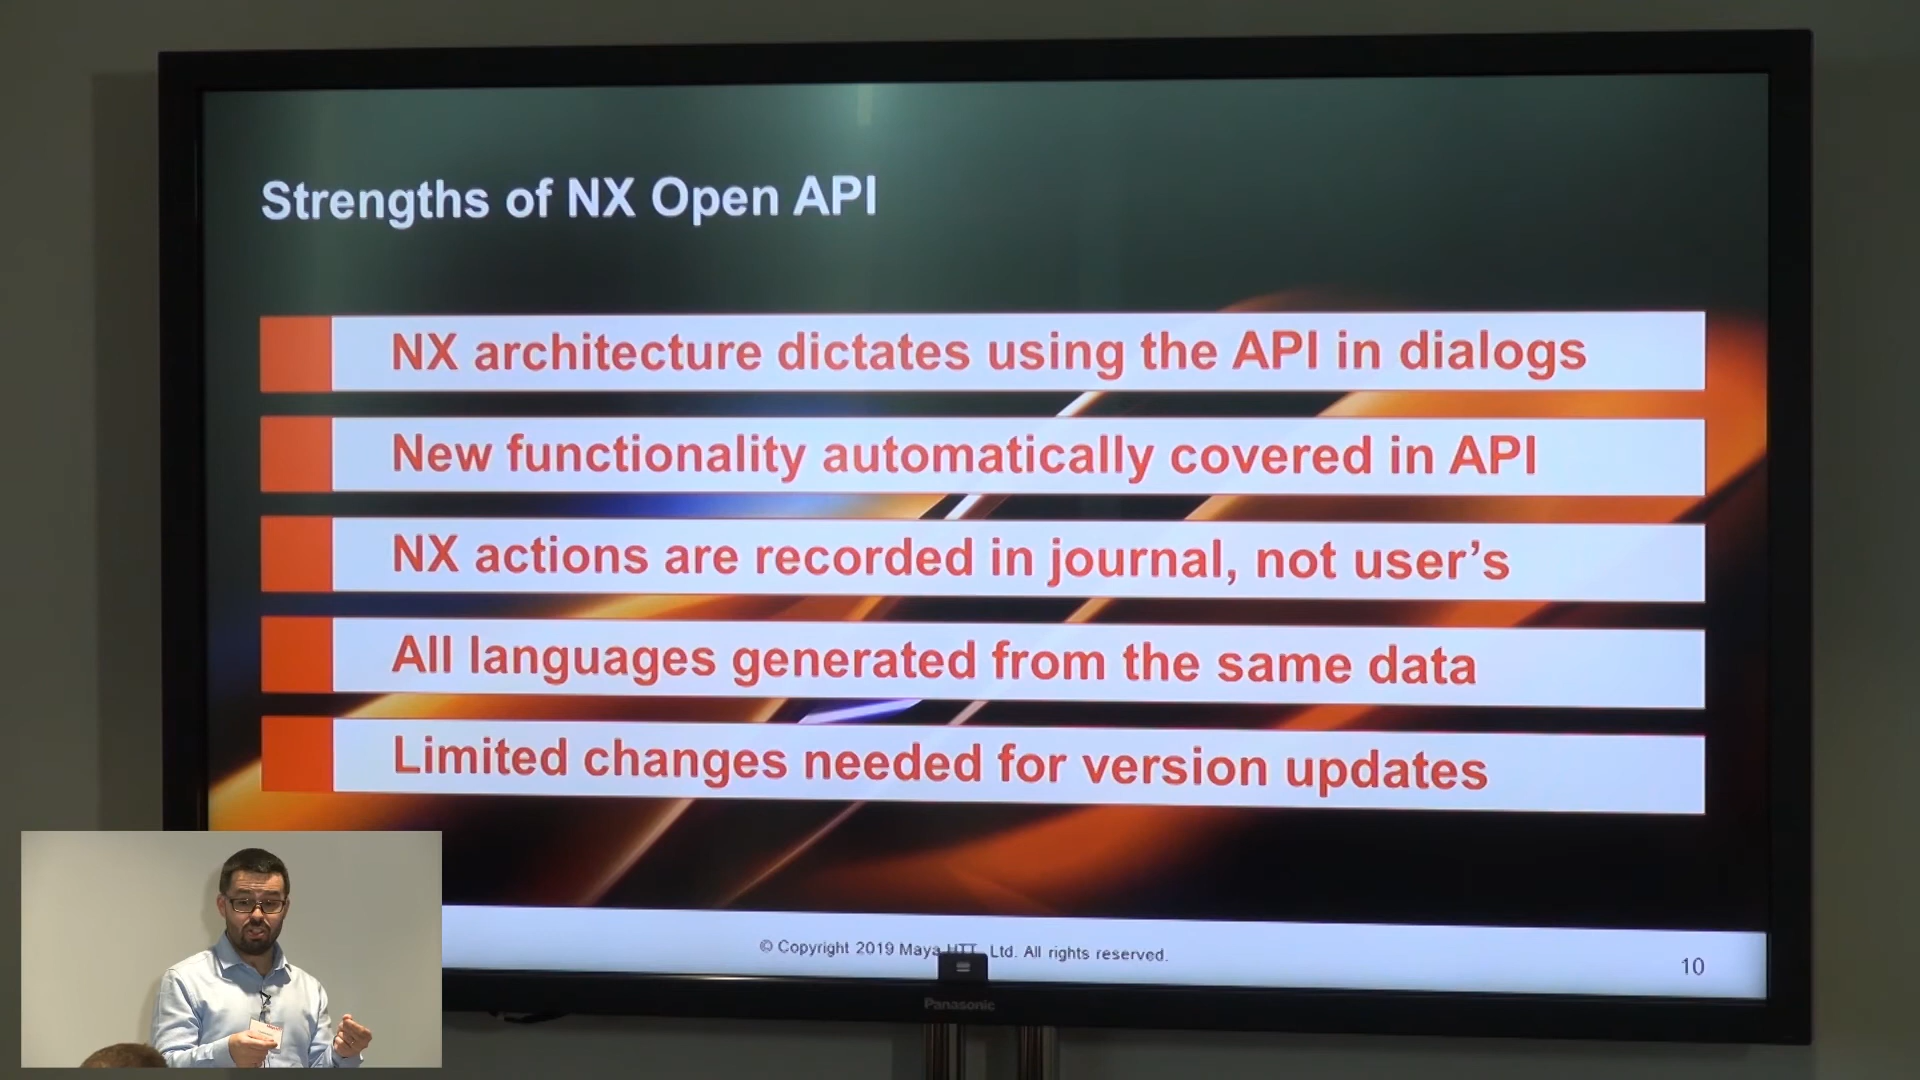 Strengths of NX Open API
NX architecture dictates using the API in dialogs
New functionality automatically covered in API
NX actions are recorded in journal, not user's
All languages generated from the same data
Limited changes needed for version updates
© Copyright 2019 Maya HTT, Ltd. All rights reserved.
10
Panasonic